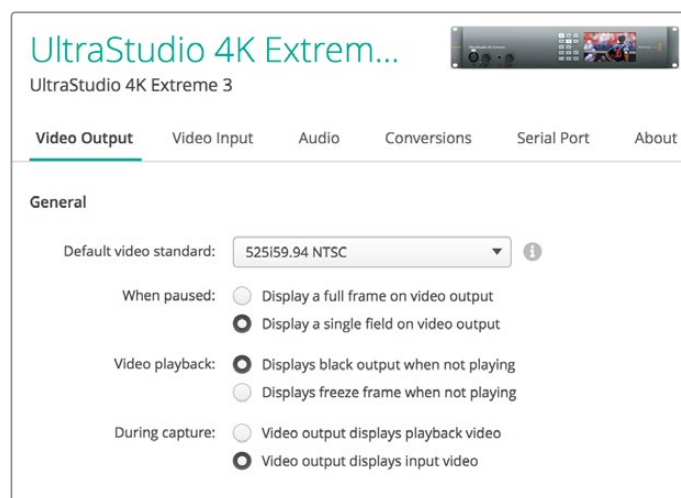 UltraStudio 4K Extrem...
UltraStudio 4K Extreme 3
Video Output Video Input Audio Conversions Serial Port About
General
Default video standard: 525i59.94 NTSC
When paused: Display a full frame on video output
Display a single field on video output
Video playback: Displays black output when not playing
Displays freeze frame when not playing
During capture: Video output displays playback video
Video output displays input video